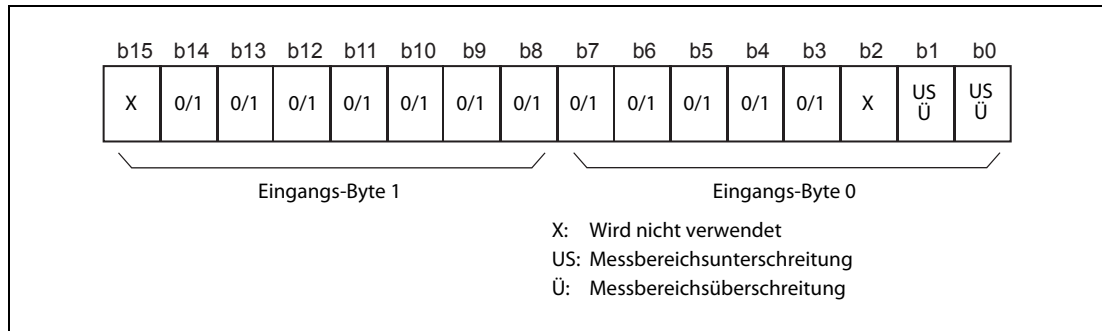 b15 b14 b13 b12 b11 b10 b9 b8 b7 b6 b5 b4 b3 b2 b1 b0
X 0/1 0/1 0/1 0/1 0/1 0/1 0/1 0/1 0/1 0/1 0/1 0/1 X US Ü US Ü
Eingangs-Byte 1 Eingangs-Byte 0
X: Wird nicht verwendet
US: Messbereichsunterschreitung
Ü: Messbereichsüberschreitung